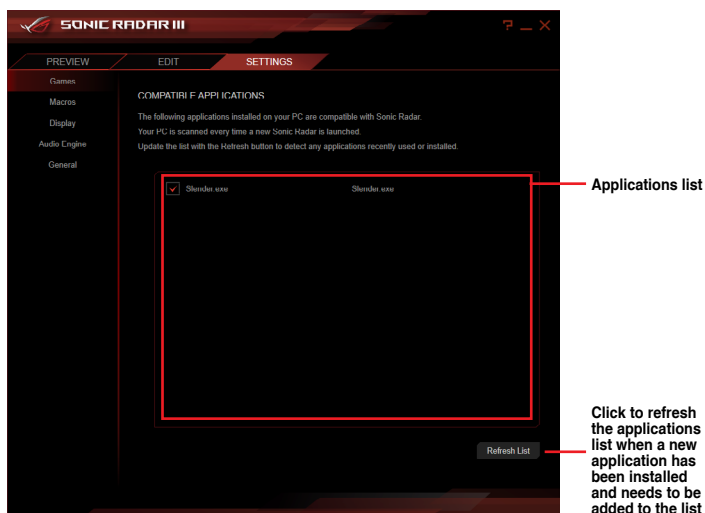 SONIC RADAR III
? _ X
PREVIEW EDIT SETTINGS
Games
Macros
Display
Audio Engine
General
COMPATIBLE APPLICATIONS
The following applications installed on your PC are compatible with Sonic Radar.
Your PC is scanned every time a new Sonic Radar is launched.
Update the list with the Refresh button to detect any applications recently used or installed.
Slender.exe Slender.exe
Applications list
Refresh List
Click to refresh
the applications
list when a new
application has
been installed
and needs to be
added to the list